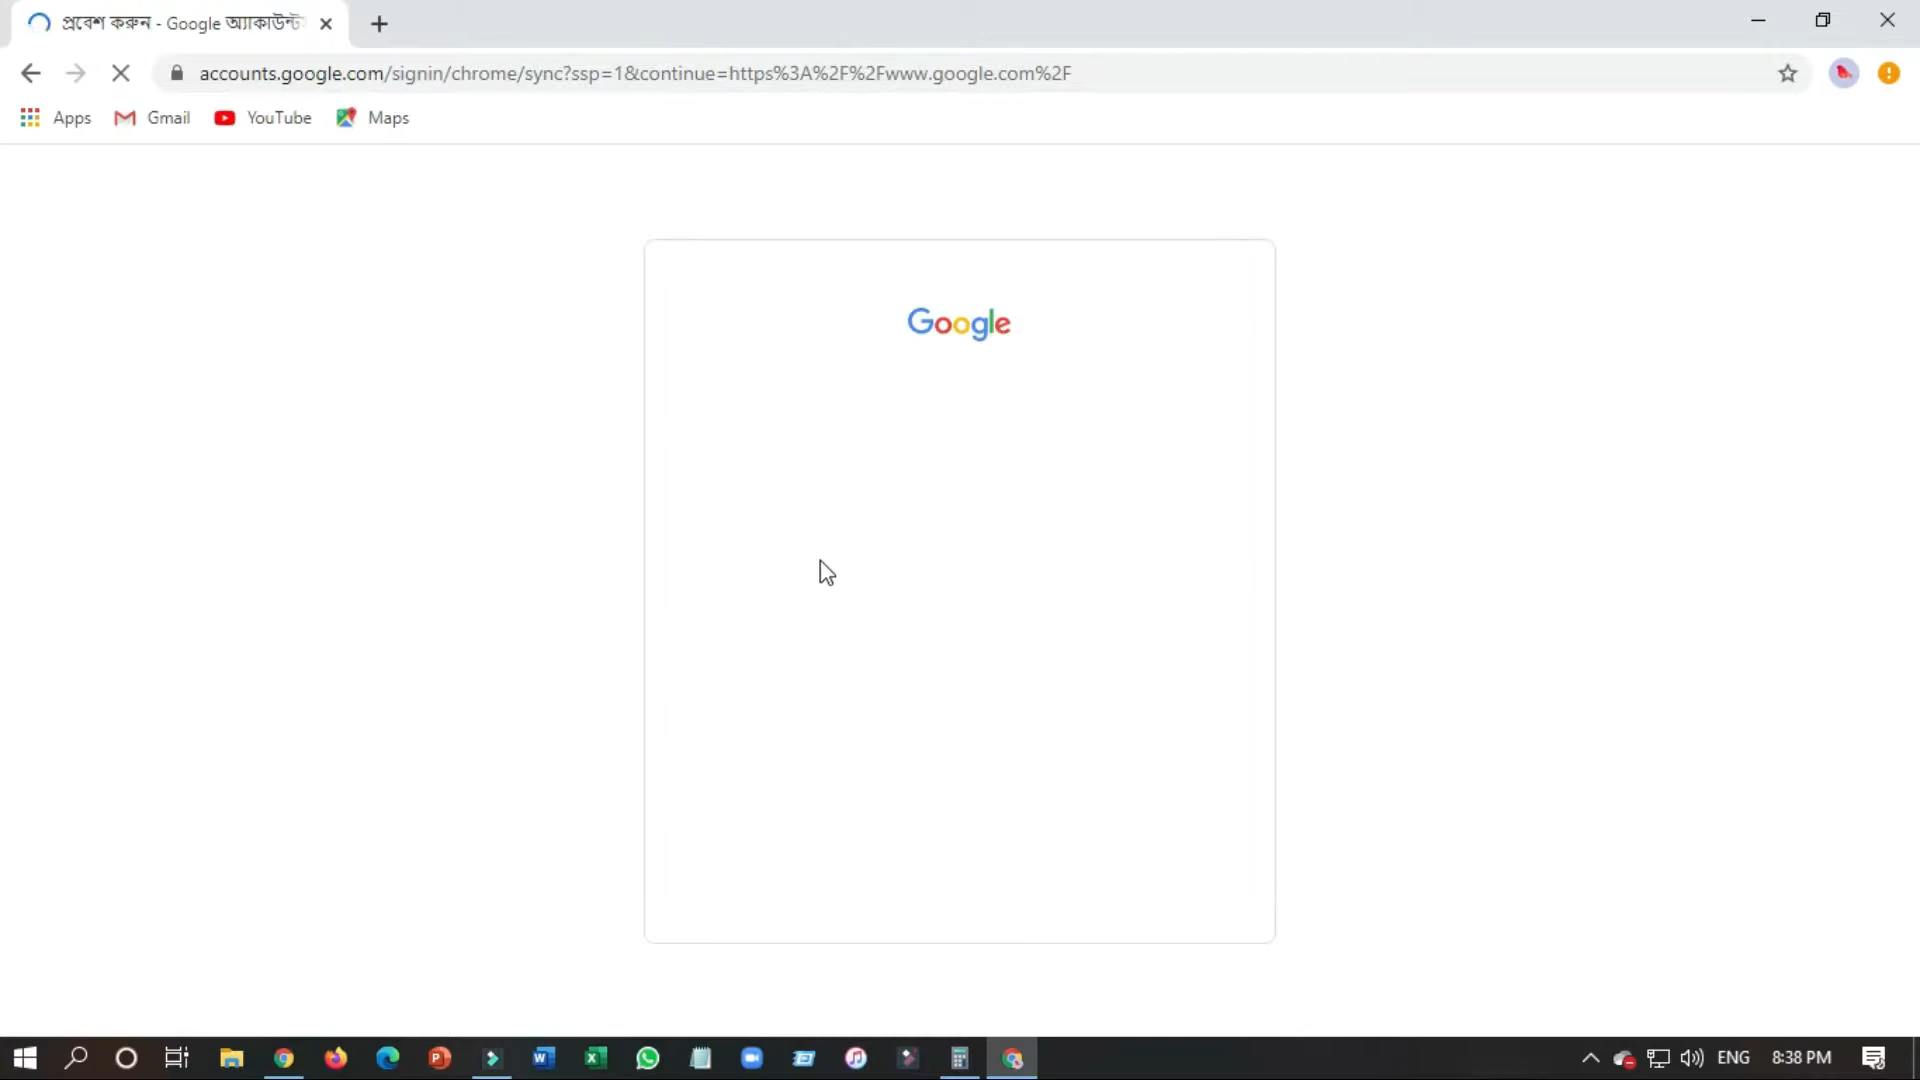 প্রবেশ করুন - Google অ্যাকাউন্ট
accounts.google.com/signin/chrome/sync?ssp=1&continue=https%3A%2F%2Fwww.google.com%2F
Apps Gmail YouTube Maps
Google
ENG 8:38 PM